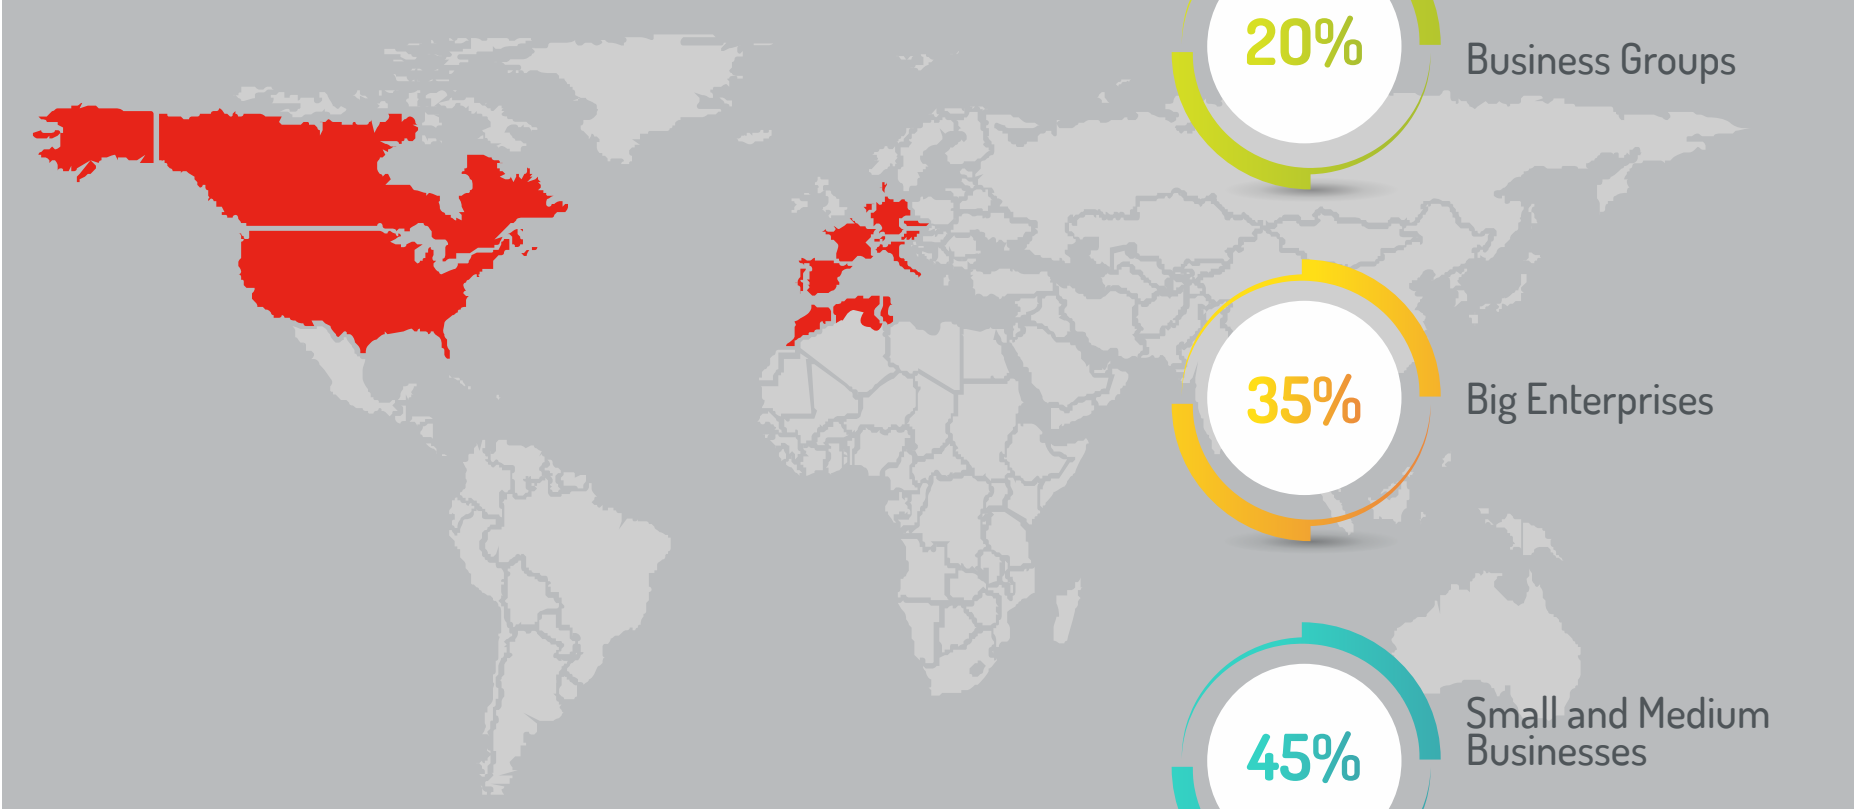 20%
Business Groups
35%
Big Enterprises
45%
Small and Medium
Businesses